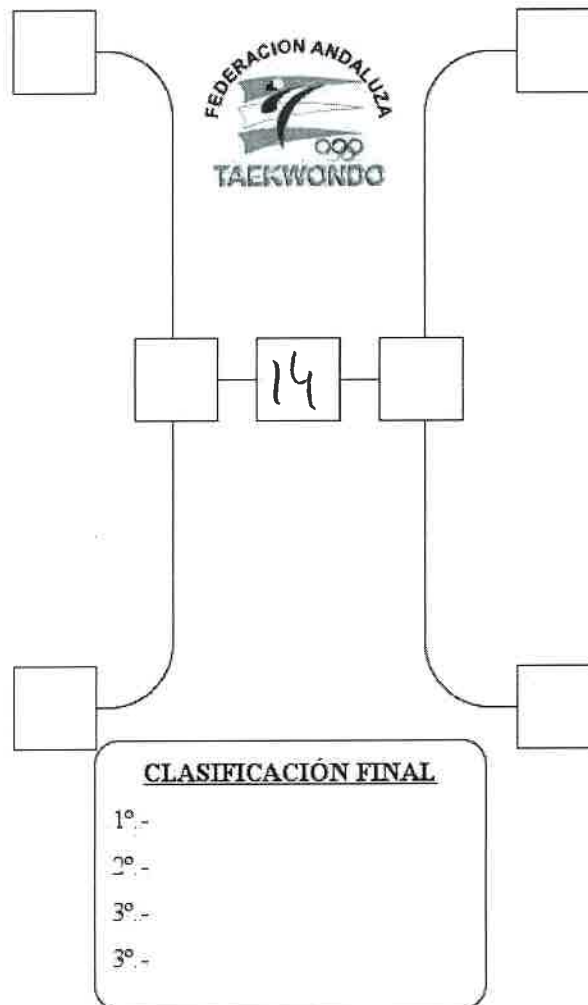 FEDERACION ANDALUZA
TAEKWONDO
14
CLASIFICACIÓN FINAL
1º.-
2º.-
3º.-
3º.-